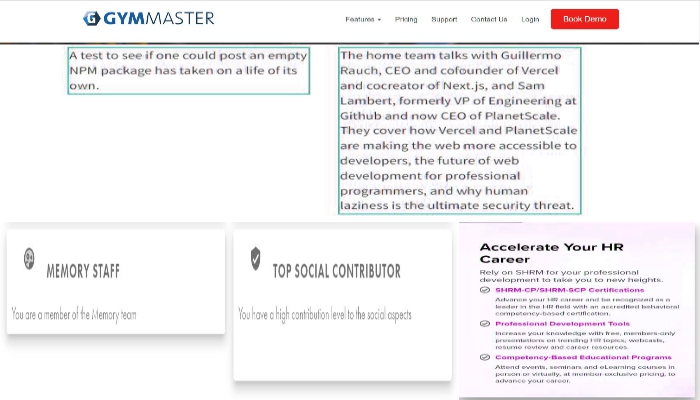 GYMMASTER
Features
Pricing
Support
Contact Us
Login
Book Demo
A test to see if one could post an empty
NPM package has taken on a life of its
own.
The home team talks with Guillermo
Rauch, CEO and cofounder of Vercel
and cocreator of Next.js, and Sam
Lambert, formerly VP of Engineering at
Github and now CEO of PlanetScale.
They cover how Vercel and PlanetScale
are making the web more accessible to
developers, the future of web
development for professional
programmers, and why human
laziness is the ultimate security threat.
MEMORY STAFF
You are a member of the Memory team
TOP SOCIAL CONTRIBUTOR
You have a high contribution level to the social aspects
Accelerate Your HR
Career
Rely on SHRM for your professional
development to take you to new heights.
SHRM-CP/SHRM-SCP Certifications
Advance your HR career and be recognized as a
leader in the HR field with an accredited behavioral
competency-based certification.
Professional Development Tools
Increase your knowledge with free, members-only
presentations on trending HR topics, webcasts,
resume review and career resources.
Competency-Based Educational Programs
Attend events, seminars and eLearning courses in
person or virtually, at member-exclusive pricing, to
advance your career.